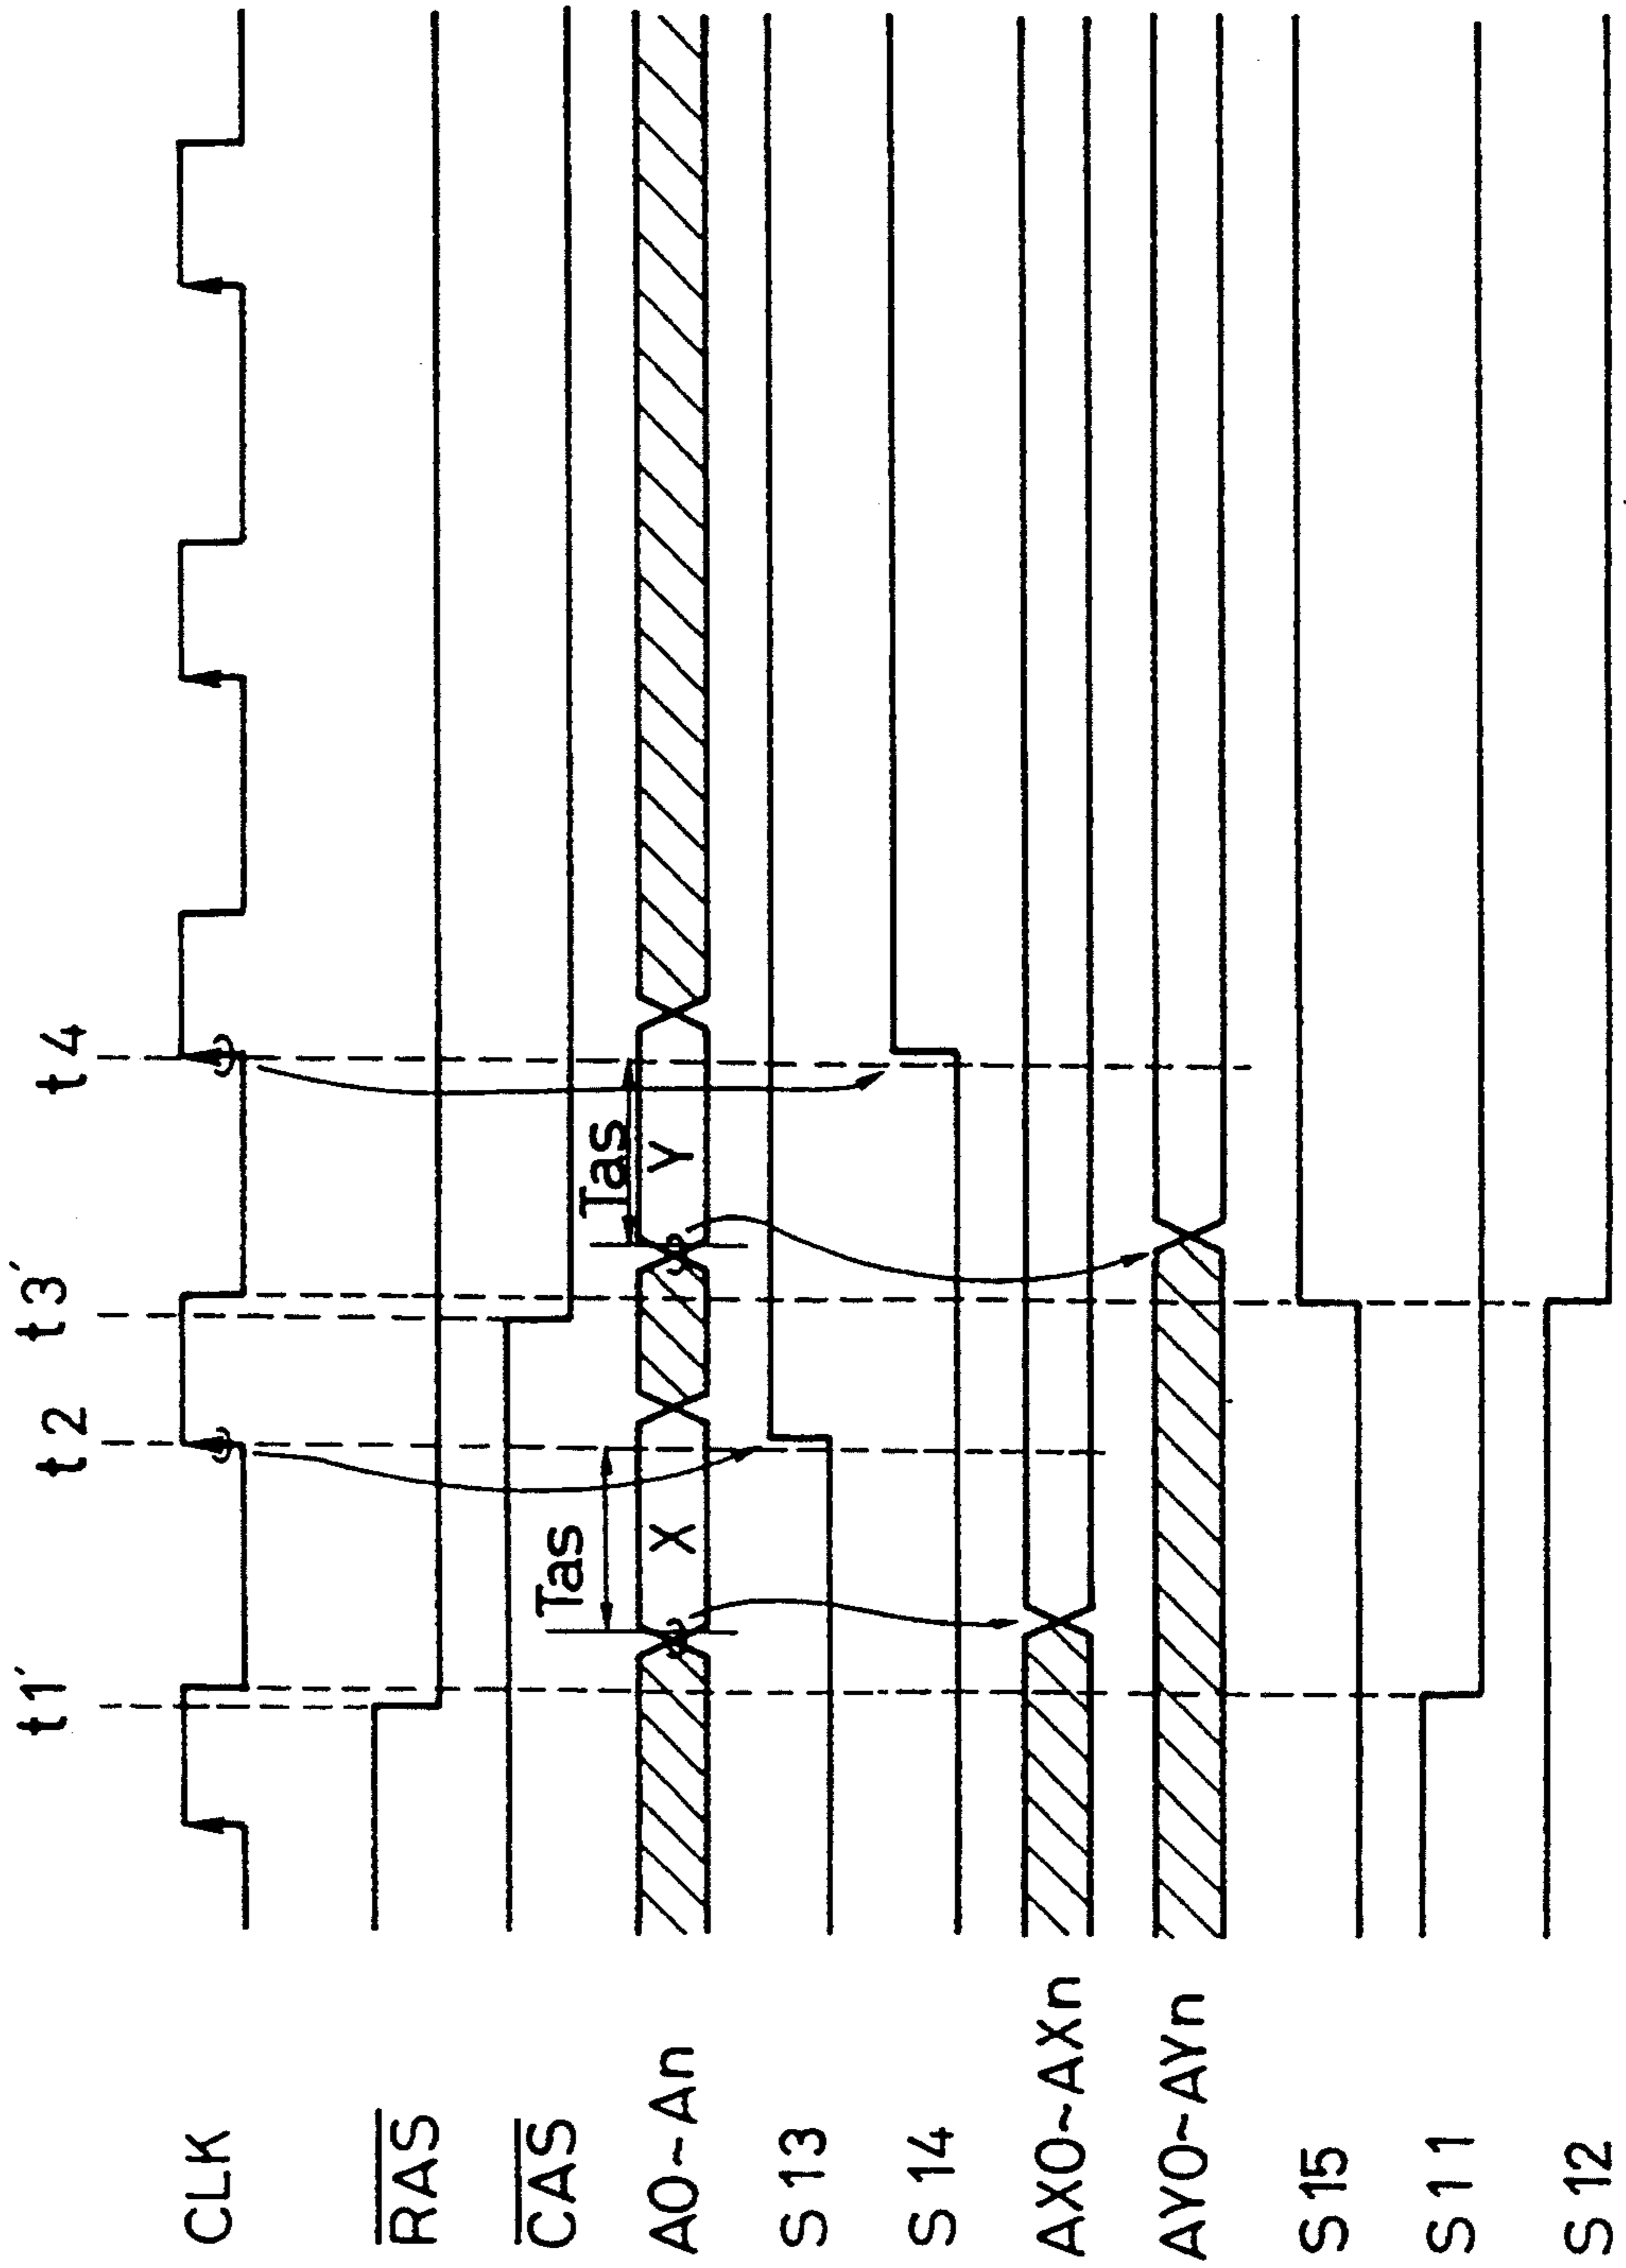 t1' t2 t3' t4
CLK
RAS
CAS
Tas Tas
A0~An X Y
S13
S14
AX0~AXn
AY0~AYn
S15
S11
S12